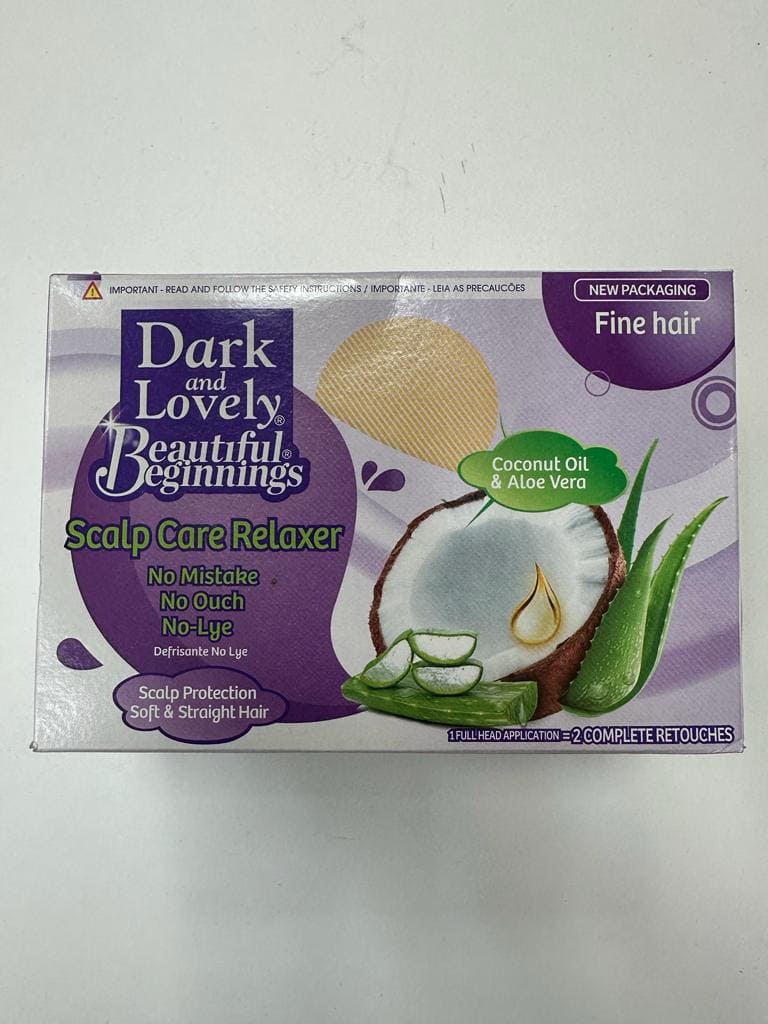 IMPORTANT - READ AND FOLLOW THE SAFETY INSTRUCTIONS / IMPORTANTE - LEIA AS PRECAUCÕES
NEW PACKAGING
Fine hair
Dark
and
Lovely®
Beautiful®
Beginnings
Coconut Oil
& Aloe Vera
Scalp Care Relaxer
No Mistake
No Ouch
No-Lye
Defrisante No Lye
Scalp Protection
Soft & Straight Hair
1 FULL HEAD APPLICATION = 2 COMPLETE RETOUCHES